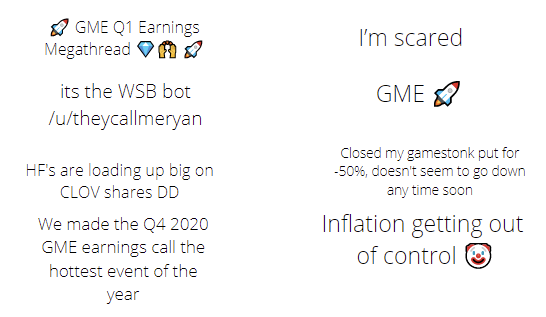 🚀 GME Q1 Earnings
Megathread 💎🙌 🚀
its the WSB bot
/u/theycallmeryan
HF's are loading up big on
CLOV shares DD
We made the Q4 2020
GME earnings call the
hottest event of the
year
I’m scared
GME 🚀
Closed my gamestonk put for
-50%, doesn't seem to go down
any time soon
Inflation getting out
of control 🤡